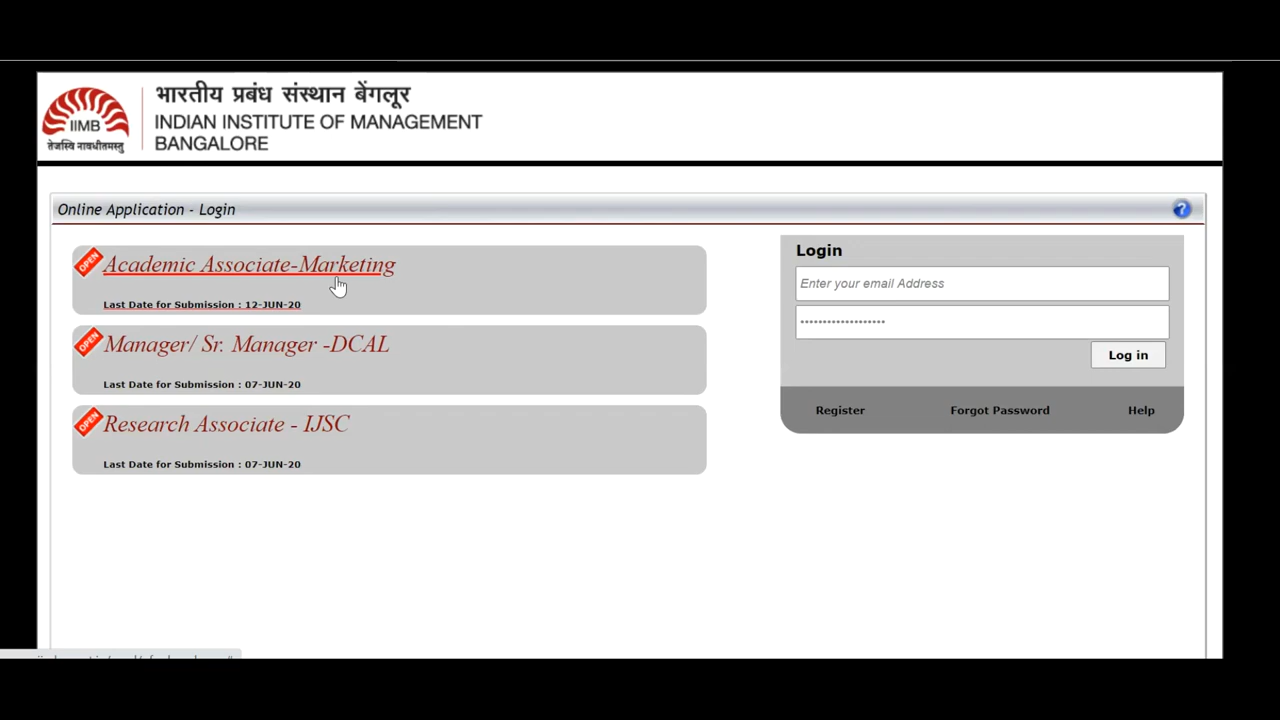 भारतीय प्रबंध संस्थान बेंगलूर
IIMB
INDIAN INSTITUTE OF MANAGEMENT
तेजस्वि नावधीतमस्तु
BANGALORE
Online Application - Login
?
OPEN
Academic Associate-Marketing
Last Date for Submission : 12-JUN-20
OPEN
Manager/ Sr. Manager -DCAL
Last Date for Submission : 07-JUN-20
OPEN
Research Associate - IJSC
Last Date for Submission : 07-JUN-20
Login
Enter your email Address
Log in
Register Forgot Password Help